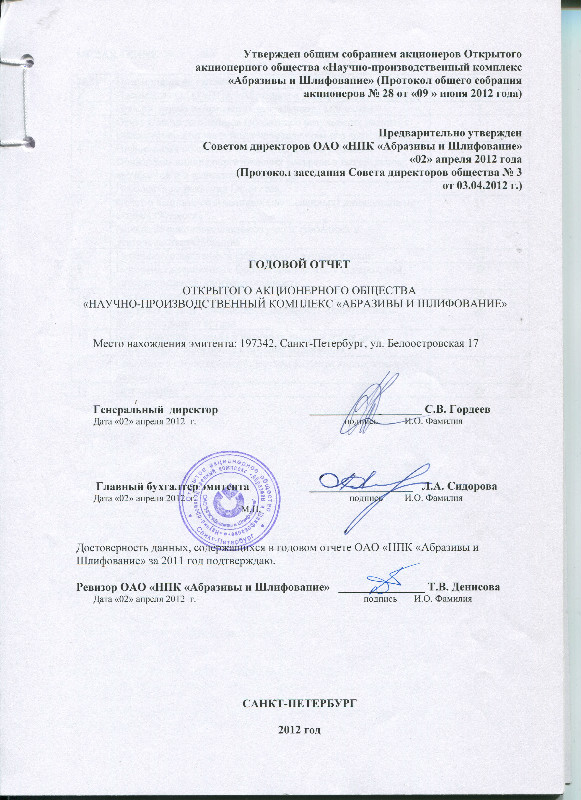 Утвержден общим собранием акционеров Открытого
акционерного общества «Научно-производственный комплекс
«Абразивы и Шлифование» (Протокол общего собрания
акционеров № 28 от «09 » июня 2012 года)
Предварительно утвержден
Советом директоров ОАО «НПК «Абразивы и Шлифование»
«02» апреля 2012 года
(Протокол заседания Совета директоров общества № 3
от 03.04.2012 г.)
ГОДОВОЙ ОТЧЕТ
ОТКРЫТОГО АКЦИОНЕРНОГО ОБЩЕСТВА
«НАУЧНО-ПРОИЗВОДСТВЕННЫЙ КОМПЛЕКС «АБРАЗИВЫ И ШЛИФОВАНИЕ»
Место нахождения эмитента: 197342, Санкт-Петербург, ул. Белоостровская 17
Генеральный директор С.В. Гордеев
Дата «02» апреля 2012 г. подпись И.О. Фамилия
Главный бухгалтер эмитента Л.А. Сидорова
Дата «02» апреля 2012 г. подпись И.О. Фамилия
М.П.
Санкт-Петербург
Достоверность данных, содержащихся в годовом отчете ОАО «НПК «Абразивы и
Шлифование» за 2011 год подтверждаю.
Ревизор ОАО «НПК «Абразивы и Шлифование» Т.В. Денисова
Дата «02» апреля 2012 г. подпись И.О. Фамилия
САНКТ-ПЕТЕРБУРГ
2012 год